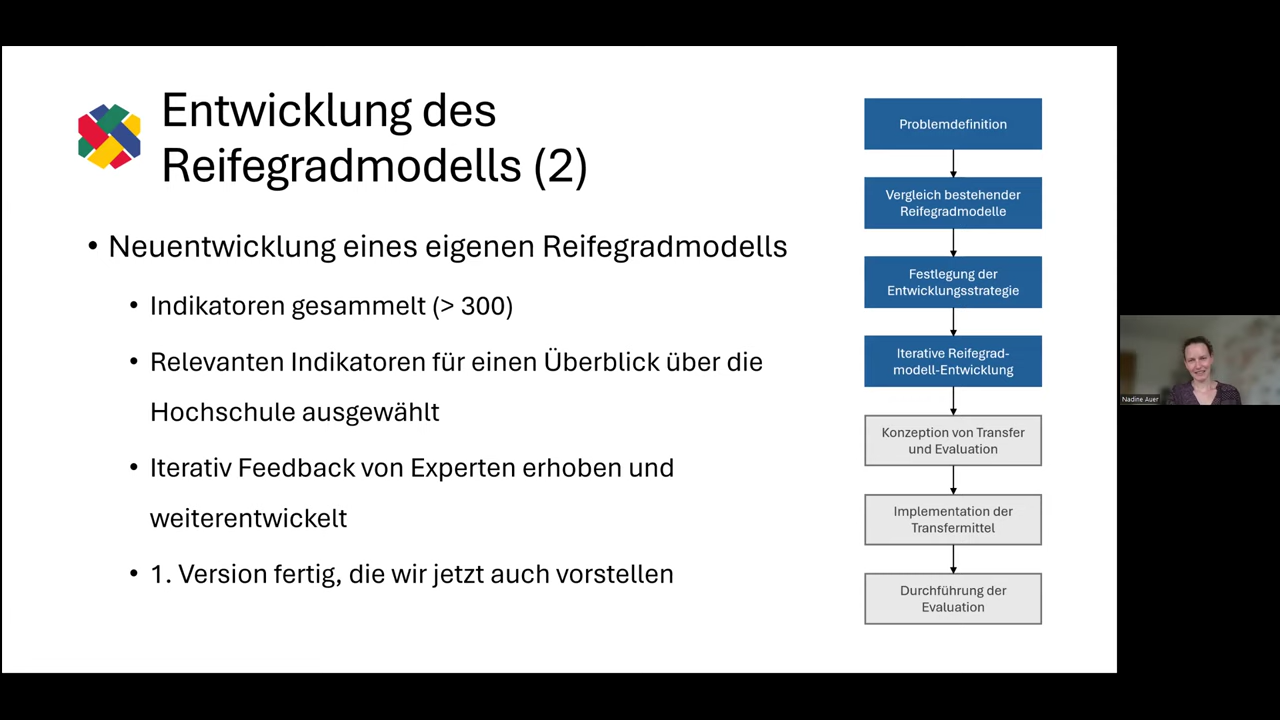 Entwicklung des
Reifegradmodells (2)
• Neuentwicklung eines eigenen Reifegradmodells
• Indikatoren gesammelt (> 300)
• Relevanten Indikatoren für einen Überblick über die
Hochschule ausgewählt
• Iterativ Feedback von Experten erhoben und
weiterentwickelt
• 1. Version fertig, die wir jetzt auch vorstellen
Problemdefinition
Vergleich bestehender
Reifegradmodelle
Festlegung der
Entwicklungsstrategie
Iterative Reifegrad-
modell-Entwicklung
Konzeption von Transfer
und Evaluation
Implementation der
Transfermittel
Durchführung der
Evaluation
Nadine Auer